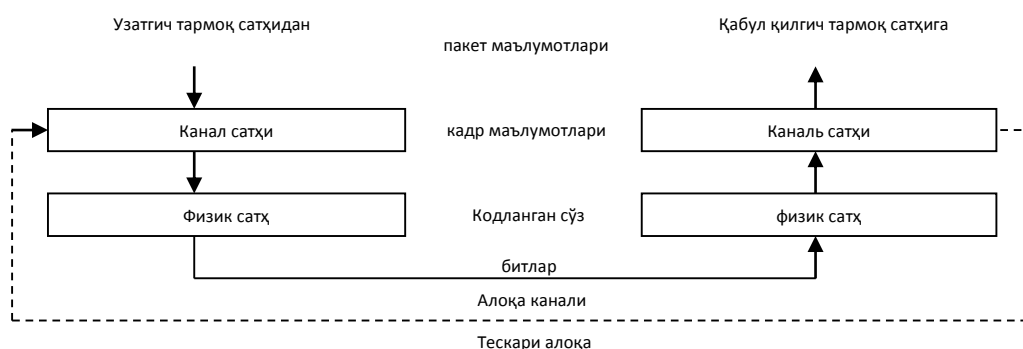 Узатгич тармоқ сатҳидан
Қабул қилгич тармоқ сатҳига
пакет маълумотлари
Канал сатҳи
кадр маълумотлари
Каналь сатҳи
Физик сатҳ
Кодланган сўз
физик сатҳ
битлар
Алоқа канали
Тескари алоқа